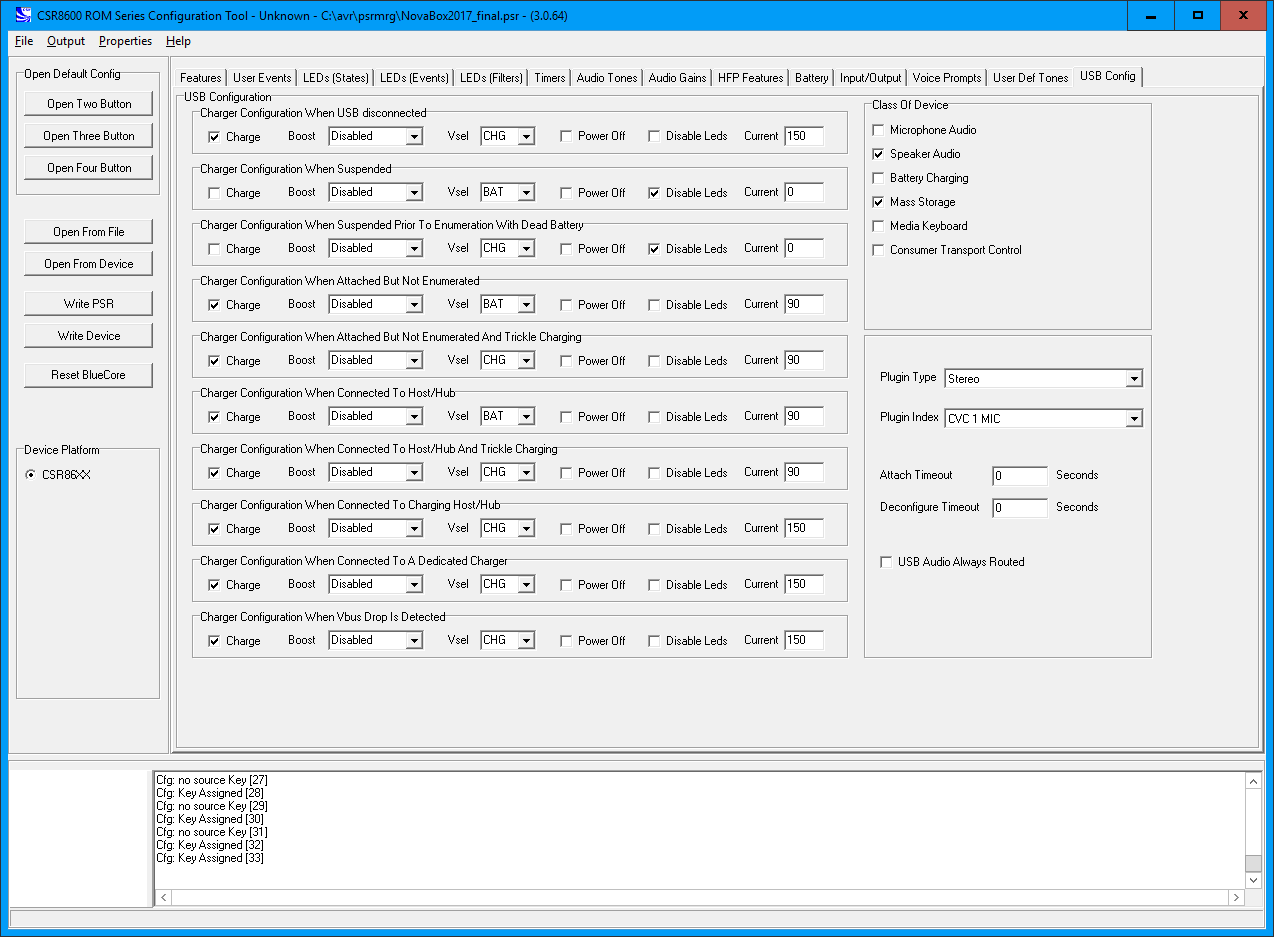 CSR8600 ROM Series Configuration Tool - Unknown - C:\avr\psrmrg\NovaBox2017_final.psr - (3.0.64)
File Output Properties Help
Open Default Config
Open Two Button
Open Three Button
Open Four Button
Open From File
Open From Device
Write PSR
Write Device
Reset BlueCore
Device Platform
CSR86XX
Features User Events LEDs (States) LEDs (Events) LEDs (Filters) Timers Audio Tones Audio Gains HFP Features Battery Input/Output Voice Prompts User Def Tones USB Config
USB Configuration
Charger Configuration When USB disconnected
Charge Boost Disabled Vsel CHG Power Off Disable Leds Current 150
Charger Configuration When Suspended
Charge Boost Disabled Vsel BAT Power Off Disable Leds Current 0
Charger Configuration When Suspended Prior To Enumeration With Dead Battery
Charge Boost Disabled Vsel CHG Power Off Disable Leds Current 0
Charger Configuration When Attached But Not Enumerated
Charge Boost Disabled Vsel BAT Power Off Disable Leds Current 90
Charger Configuration When Attached But Not Enumerated And Trickle Charging
Charge Boost Disabled Vsel CHG Power Off Disable Leds Current 90
Charger Configuration When Connected To Host/Hub
Charge Boost Disabled Vsel BAT Power Off Disable Leds Current 90
Charger Configuration When Connected To Host/Hub And Trickle Charging
Charge Boost Disabled Vsel CHG Power Off Disable Leds Current 90
Charger Configuration When Connected To Charging Host/Hub
Charge Boost Disabled Vsel CHG Power Off Disable Leds Current 150
Charger Configuration When Connected To A Dedicated Charger
Charge Boost Disabled Vsel CHG Power Off Disable Leds Current 150
Charger Configuration When Vbus Drop Is Detected
Charge Boost Disabled Vsel CHG Power Off Disable Leds Current 150
Class Of Device
Microphone Audio
Speaker Audio
Battery Charging
Mass Storage
Media Keyboard
Consumer Transport Control
Plugin Type Stereo
Plugin Index CVC 1 MIC
Attach Timeout 0 Seconds
Deconfigure Timeout 0 Seconds
USB Audio Always Routed
Cfg: no source Key [27]
Cfg: Key Assigned [28]
Cfg: no source Key [29]
Cfg: Key Assigned [30]
Cfg: no source Key [31]
Cfg: Key Assigned [32]
Cfg: Key Assigned [33]